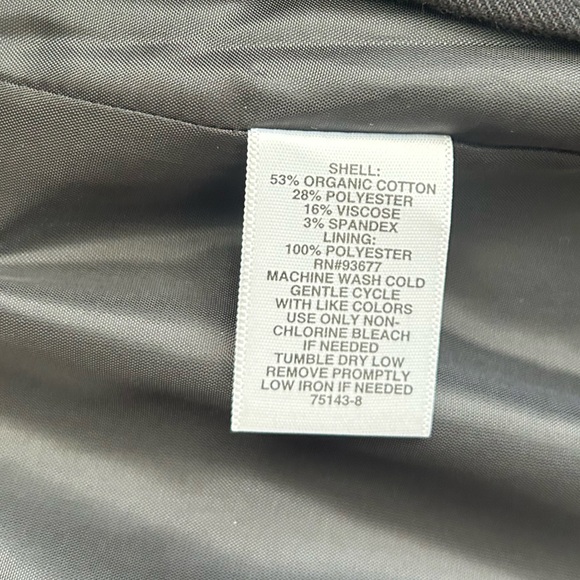 SHELL:
53% ORGANIC COTTON
28% POLYESTER
16% VISCOSE
3% SPANDEX
LINING:
100% POLYESTER
RN#93677
MACHINE WASH COLD
GENTLE CYCLE
WITH LIKE COLORS
USE ONLY NON-
CHLORINE BLEACH
IF NEEDED
TUMBLE DRY LOW
REMOVE PROMPTLY
LOW IRON IF NEEDED
75143-8